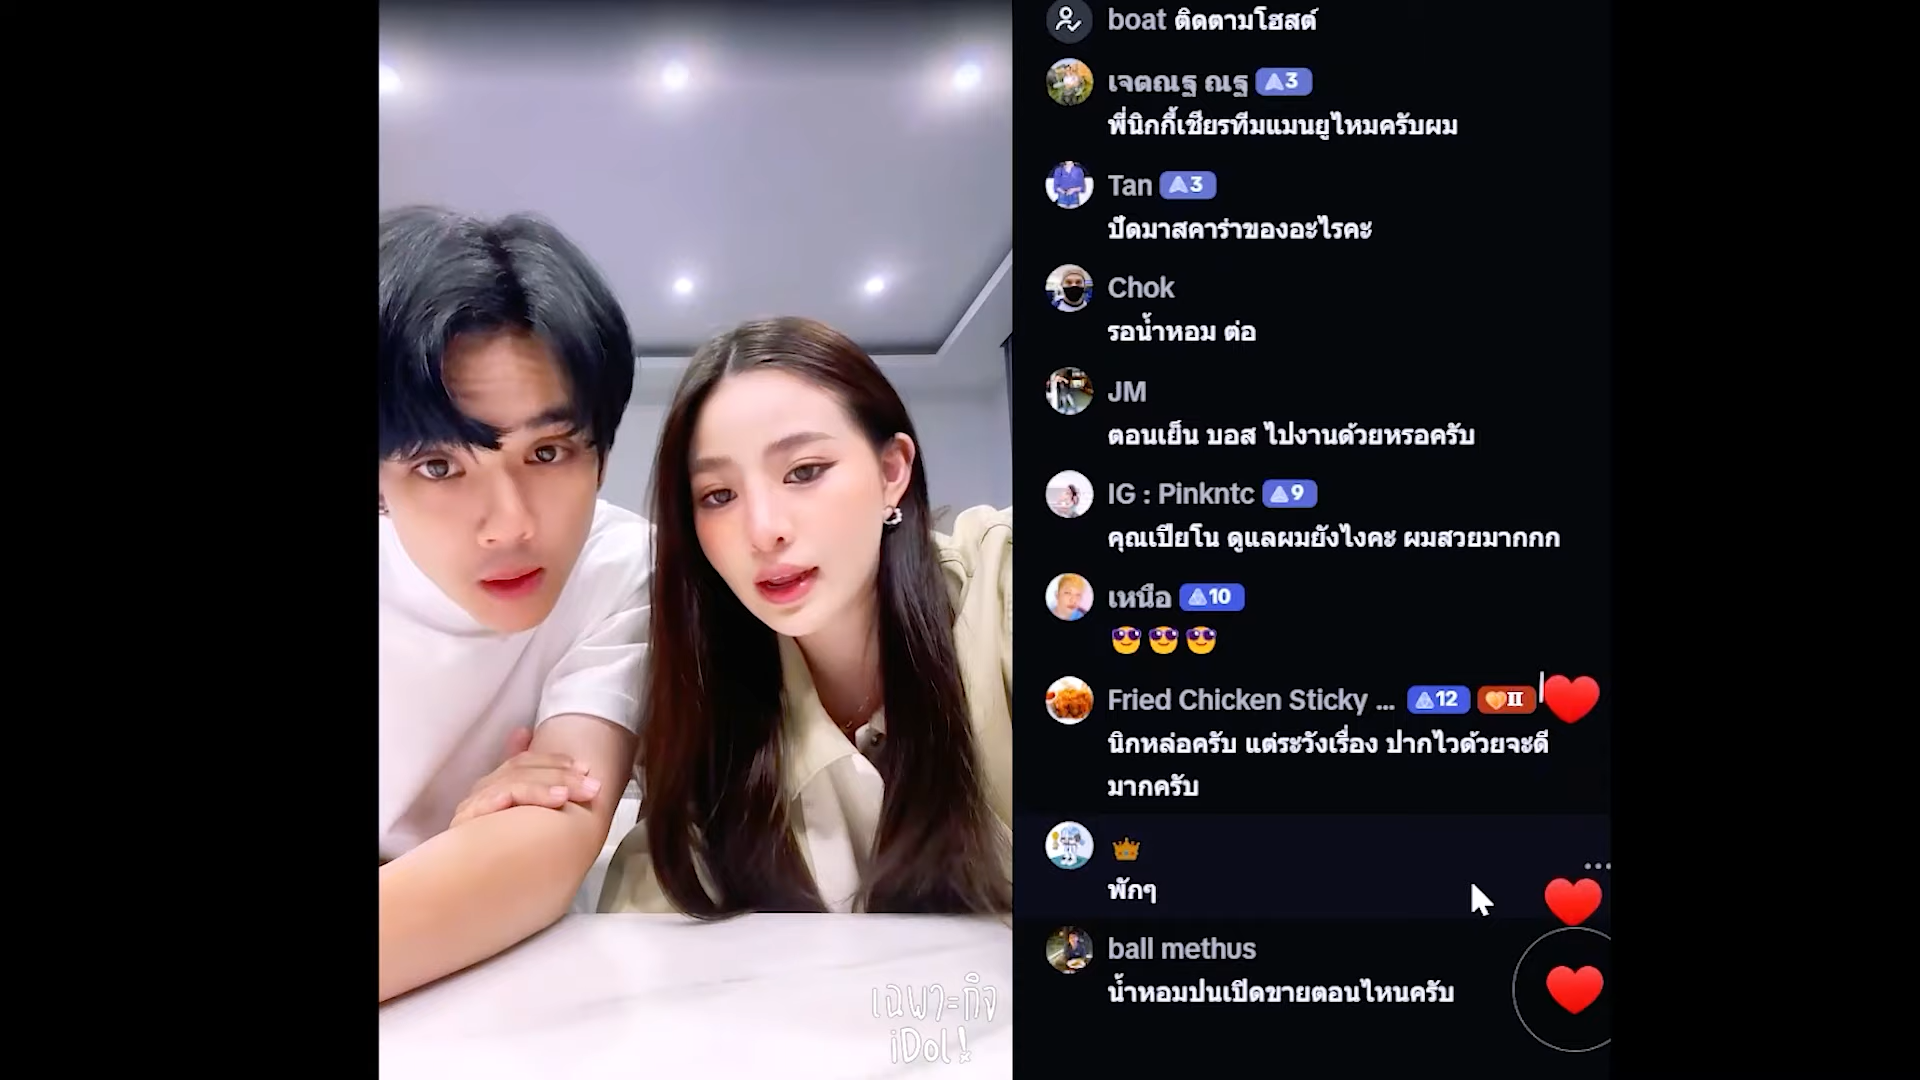 boat ติดตามโฮสต์
เจตณฐ ณฐ 3
พี่นิกกี้เชียรทีมแมนยูไหมครับผม
Tan 3
ปัดมาสคาร่าของอะไรคะ
Chok
รอน้ำหอม ต่อ
JM
ตอนเย็น บอส ไปงานด้วยหรอครับ
IG : Pinkntc 9
คุณเปียโน ดูแลผมยังไงคะ ผมสวยมากกก
เหนือ 10
Fried Chicken Sticky ... 12 II
นิกหล่อครับ แต่ระวังเรื่อง ปากไวด้วยจะดี
มากครับ
พักๆ
ball methus
น้ำหอมปนเปิดขายตอนไหนครับ
เฉพาะกิจ
iDol!